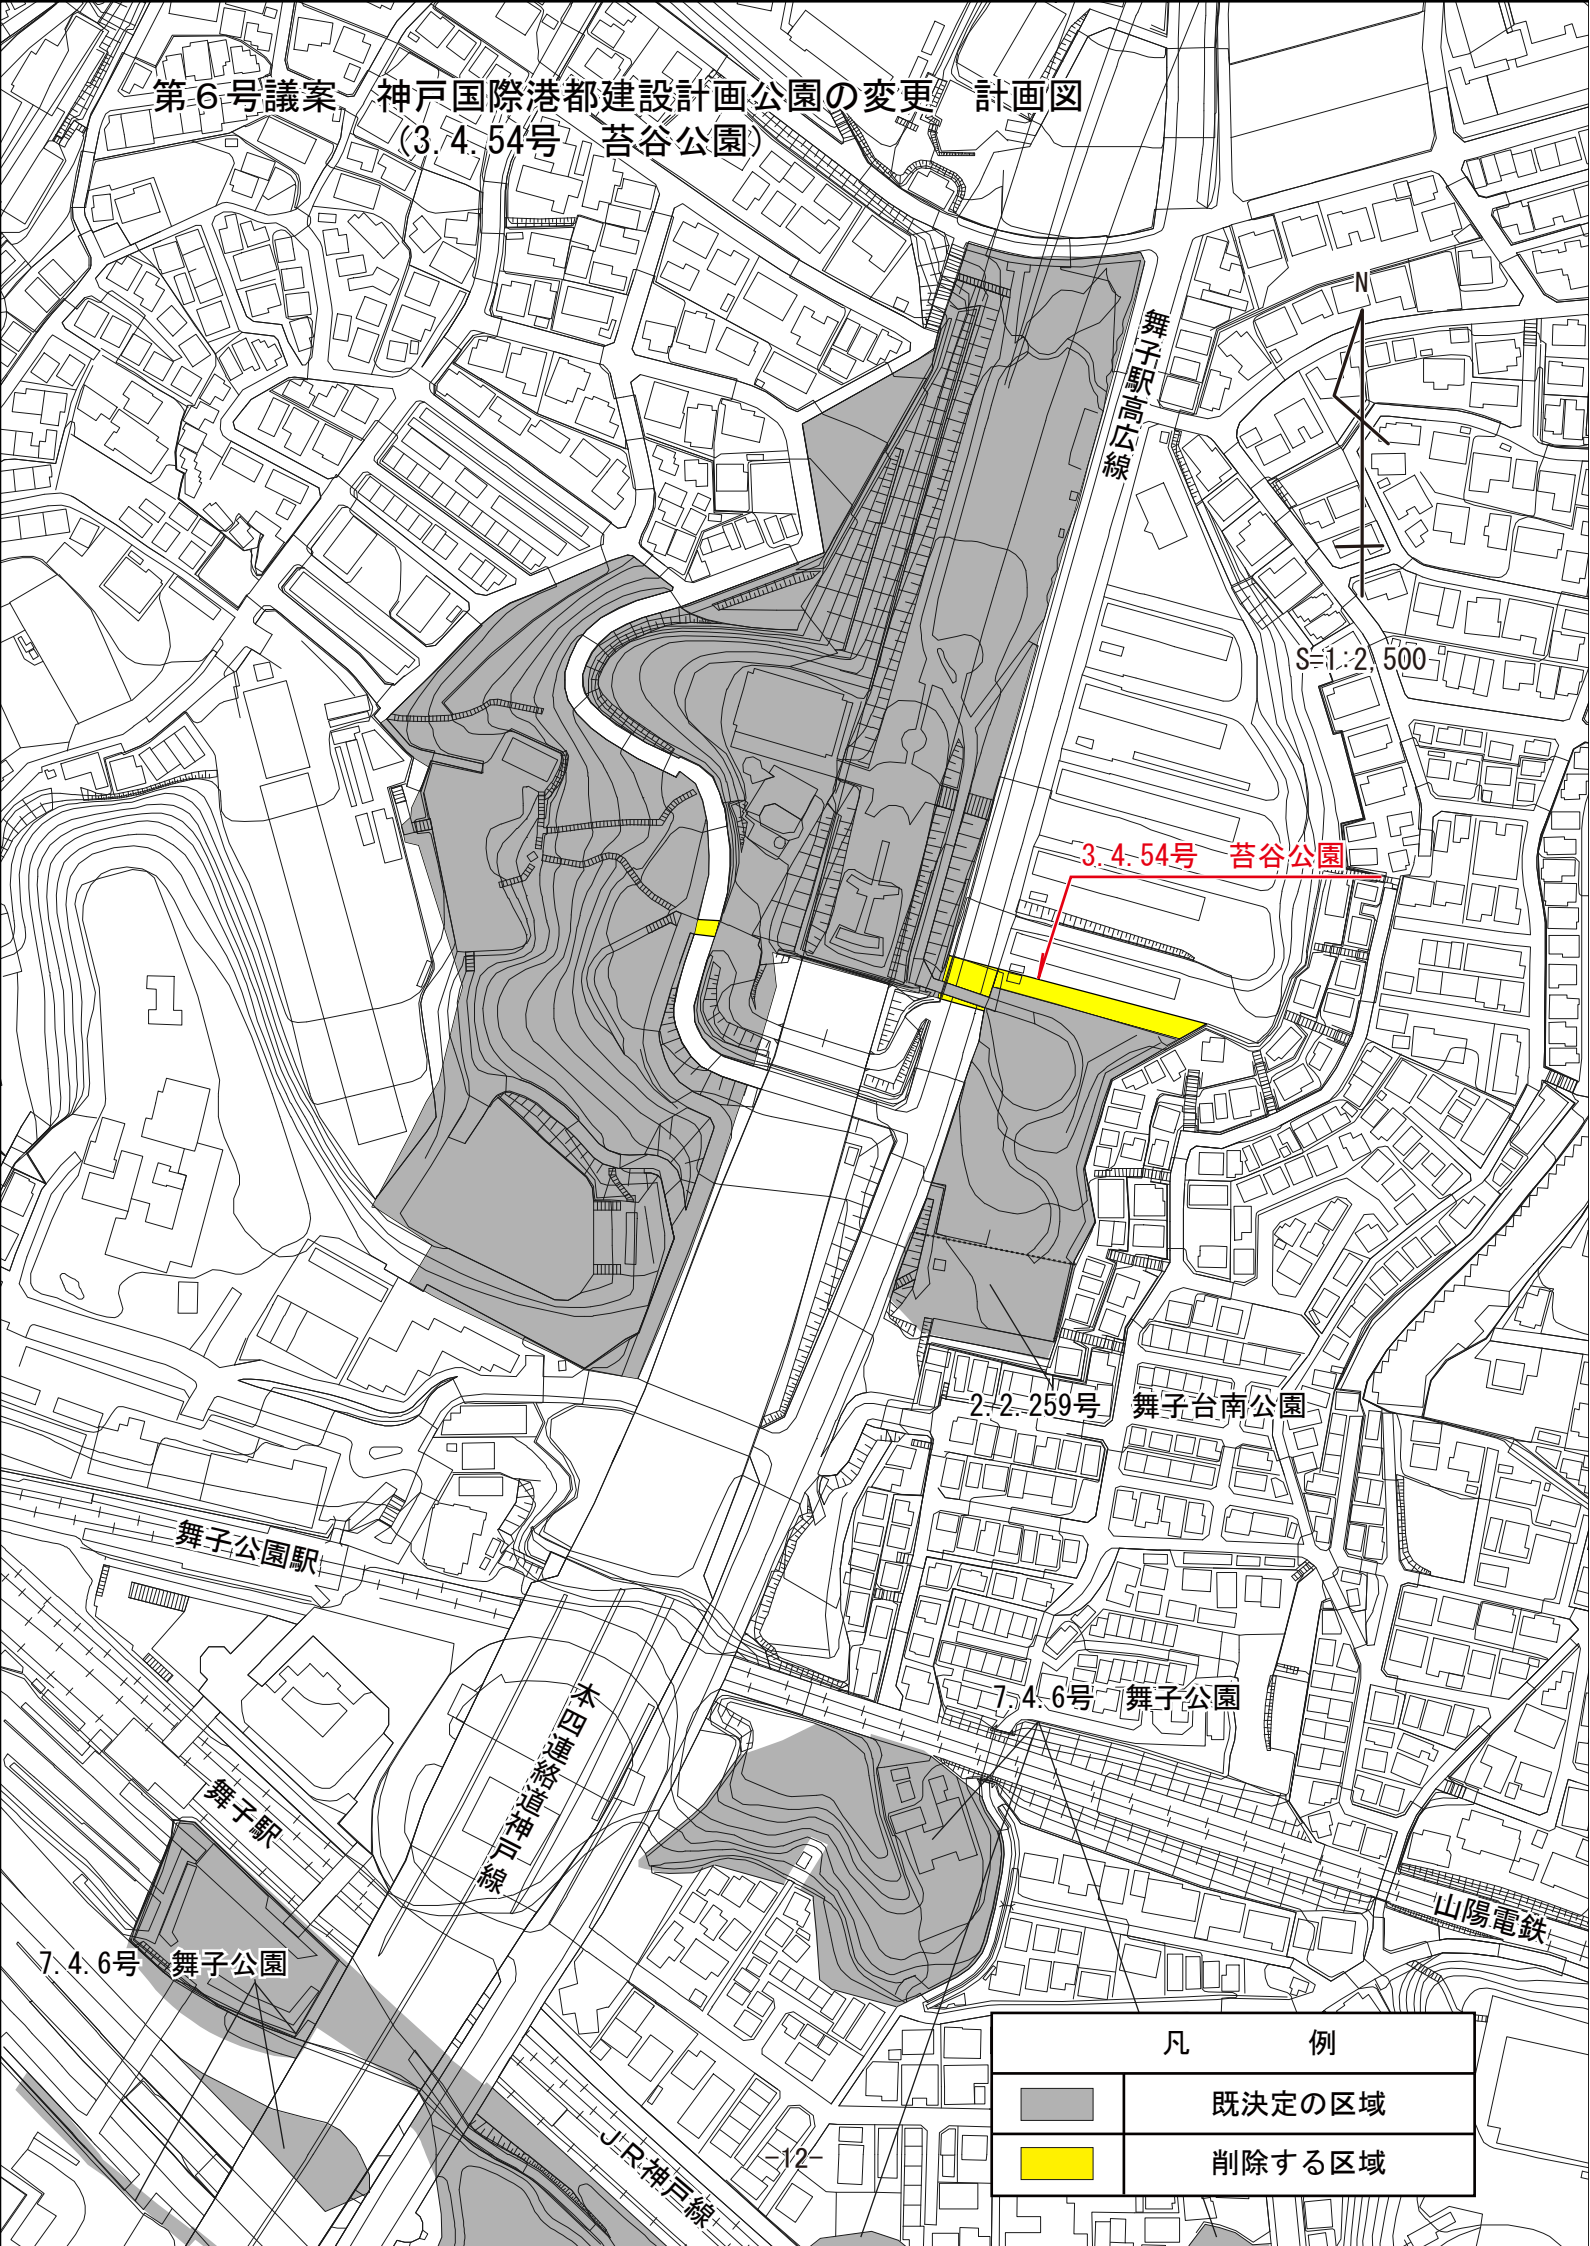 第６号議案　神戸国際港都建設計画公園の変更　計画図
(3.4.54号　苔谷公園)
N
舞子駅高広線
S=1:2,500
3.4.54号　苔谷公園
2.2.259号　舞子台南公園
舞子公園駅
7.4.6号　舞子公園
本四連絡道神戸線
舞子駅
山陽電鉄
7.4.6号　舞子公園
凡　例
既決定の区域
削除する区域
ＪＲ神戸線
-12-